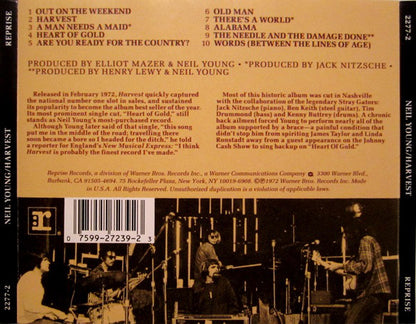 1 OUT ON THE WEEKEND
2 HARVEST
3 A MAN NEEDS A MAID*
4 HEART OF GOLD
5 ARE YOU READY FOR THE COUNTRY?
6 OLD MAN
7 THERE'S A WORLD*
8 ALABAMA
9 THE NEEDLE AND THE DAMAGE DONE**
10 WORDS (BETWEEN THE LINES OF AGE)
PRODUCED BY ELLIOT MAZER & NEIL YOUNG • *PRODUCED BY JACK NITZSCHE •
**PRODUCED BY HENRY LEWY & NEIL YOUNG
Released in February 1972, Harvest quickly captured
the national number one slot in sales, and sustained
its popularity to become the album best seller of the year.
Its most prominent single cut, "Heart of Gold," still
stands as Neil Young's most-purchased record.
Although Young later said of that single, "this song
put me in the middle of the road; travelling there
soon became a bore so I headed for the ditch," he told
a reporter for England's New Musical Express: "I think
Harvest is probably the finest record I've made."
Most of this historic album was cut in Nashville
with the collaboration of the legendary Stray Gators:
Jack Nitzsche (piano), Ben Keith (steel guitar), Tim
Drummond (bass) and Kenny Buttrey (drums). A chronic
back ailment forced Young to perform nearly all of the
album supported by a brace—a painful condition that
didn't stop him from spiriting James Taylor and Linda
Ronstadt away from a guest appearance on the Johnny
Cash Show to sing backup on "Heart Of Gold."
Reprise Records, a division of Warner Bros. Records Inc., a Warner Communications Company 3300 Warner Blvd.,
Burbank, CA 91505-4694. 75 Rockefeller Plaza, New York, NY 10019-6908. ©℗1972 Warner Bros. Records Inc. Made in
U.S.A. All Rights Reserved. Unauthorized duplication is a violation of applicable laws.
0 7599-27239-2 3
NEIL YOUNG/HARVEST
REPRISE
2277-2
2277-2
NEIL YOUNG/HARVEST
REPRISE